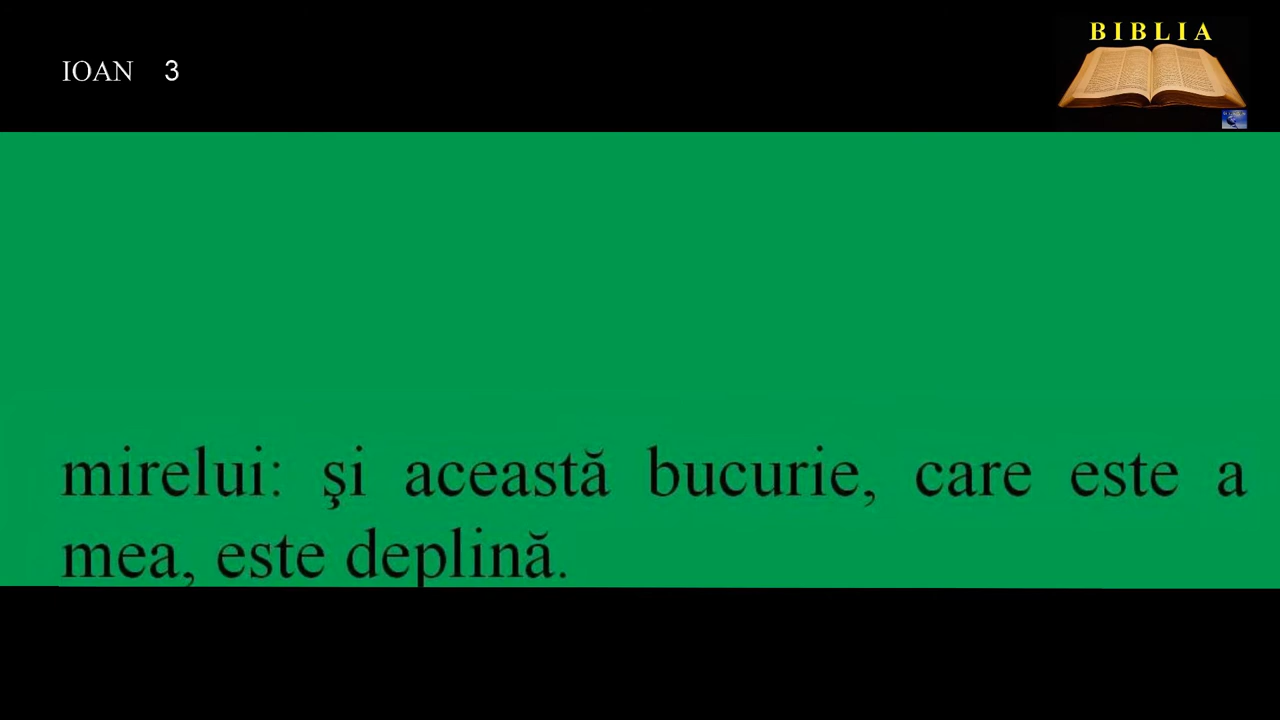 BIBLIA
IOAN 3
mirelui: şi această bucurie, care este a
mea, este deplină.